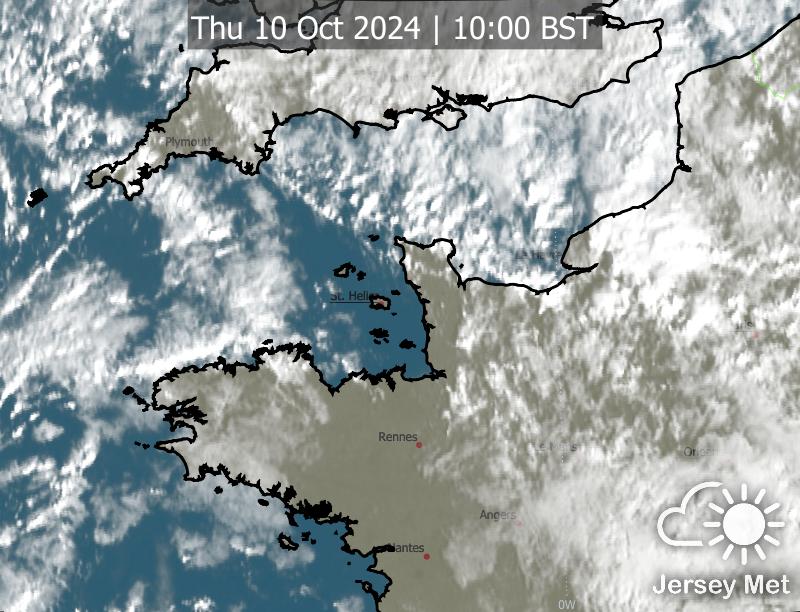 Thu 10 Oct 2024 | 10:00 BST
Plymouth
St. Helier
Rennes
Angers
Nantes
Jersey Met
0W